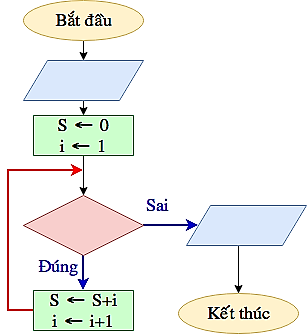 Bắt đầu
S ← 0
i ← 1
Sai
Đúng
S ← S+i
i ← i+1
Kết thúc